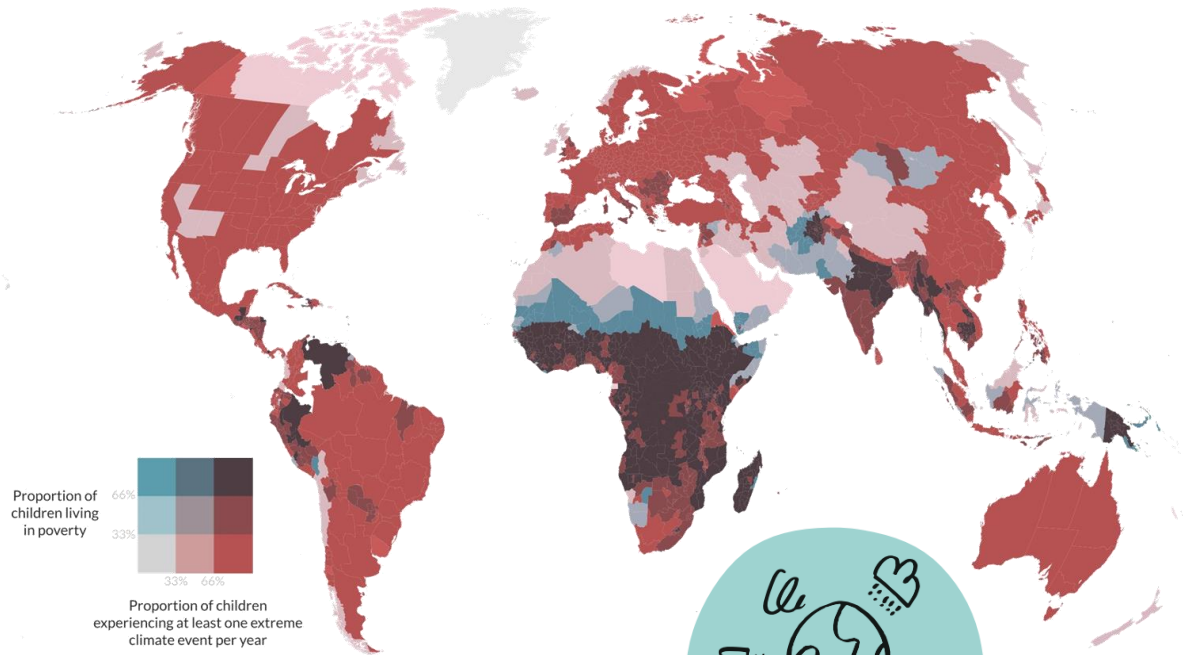 Proportion of
children living
in poverty
66%
33%
33% 66%
Proportion of children
experiencing at least one extreme
climate event per year